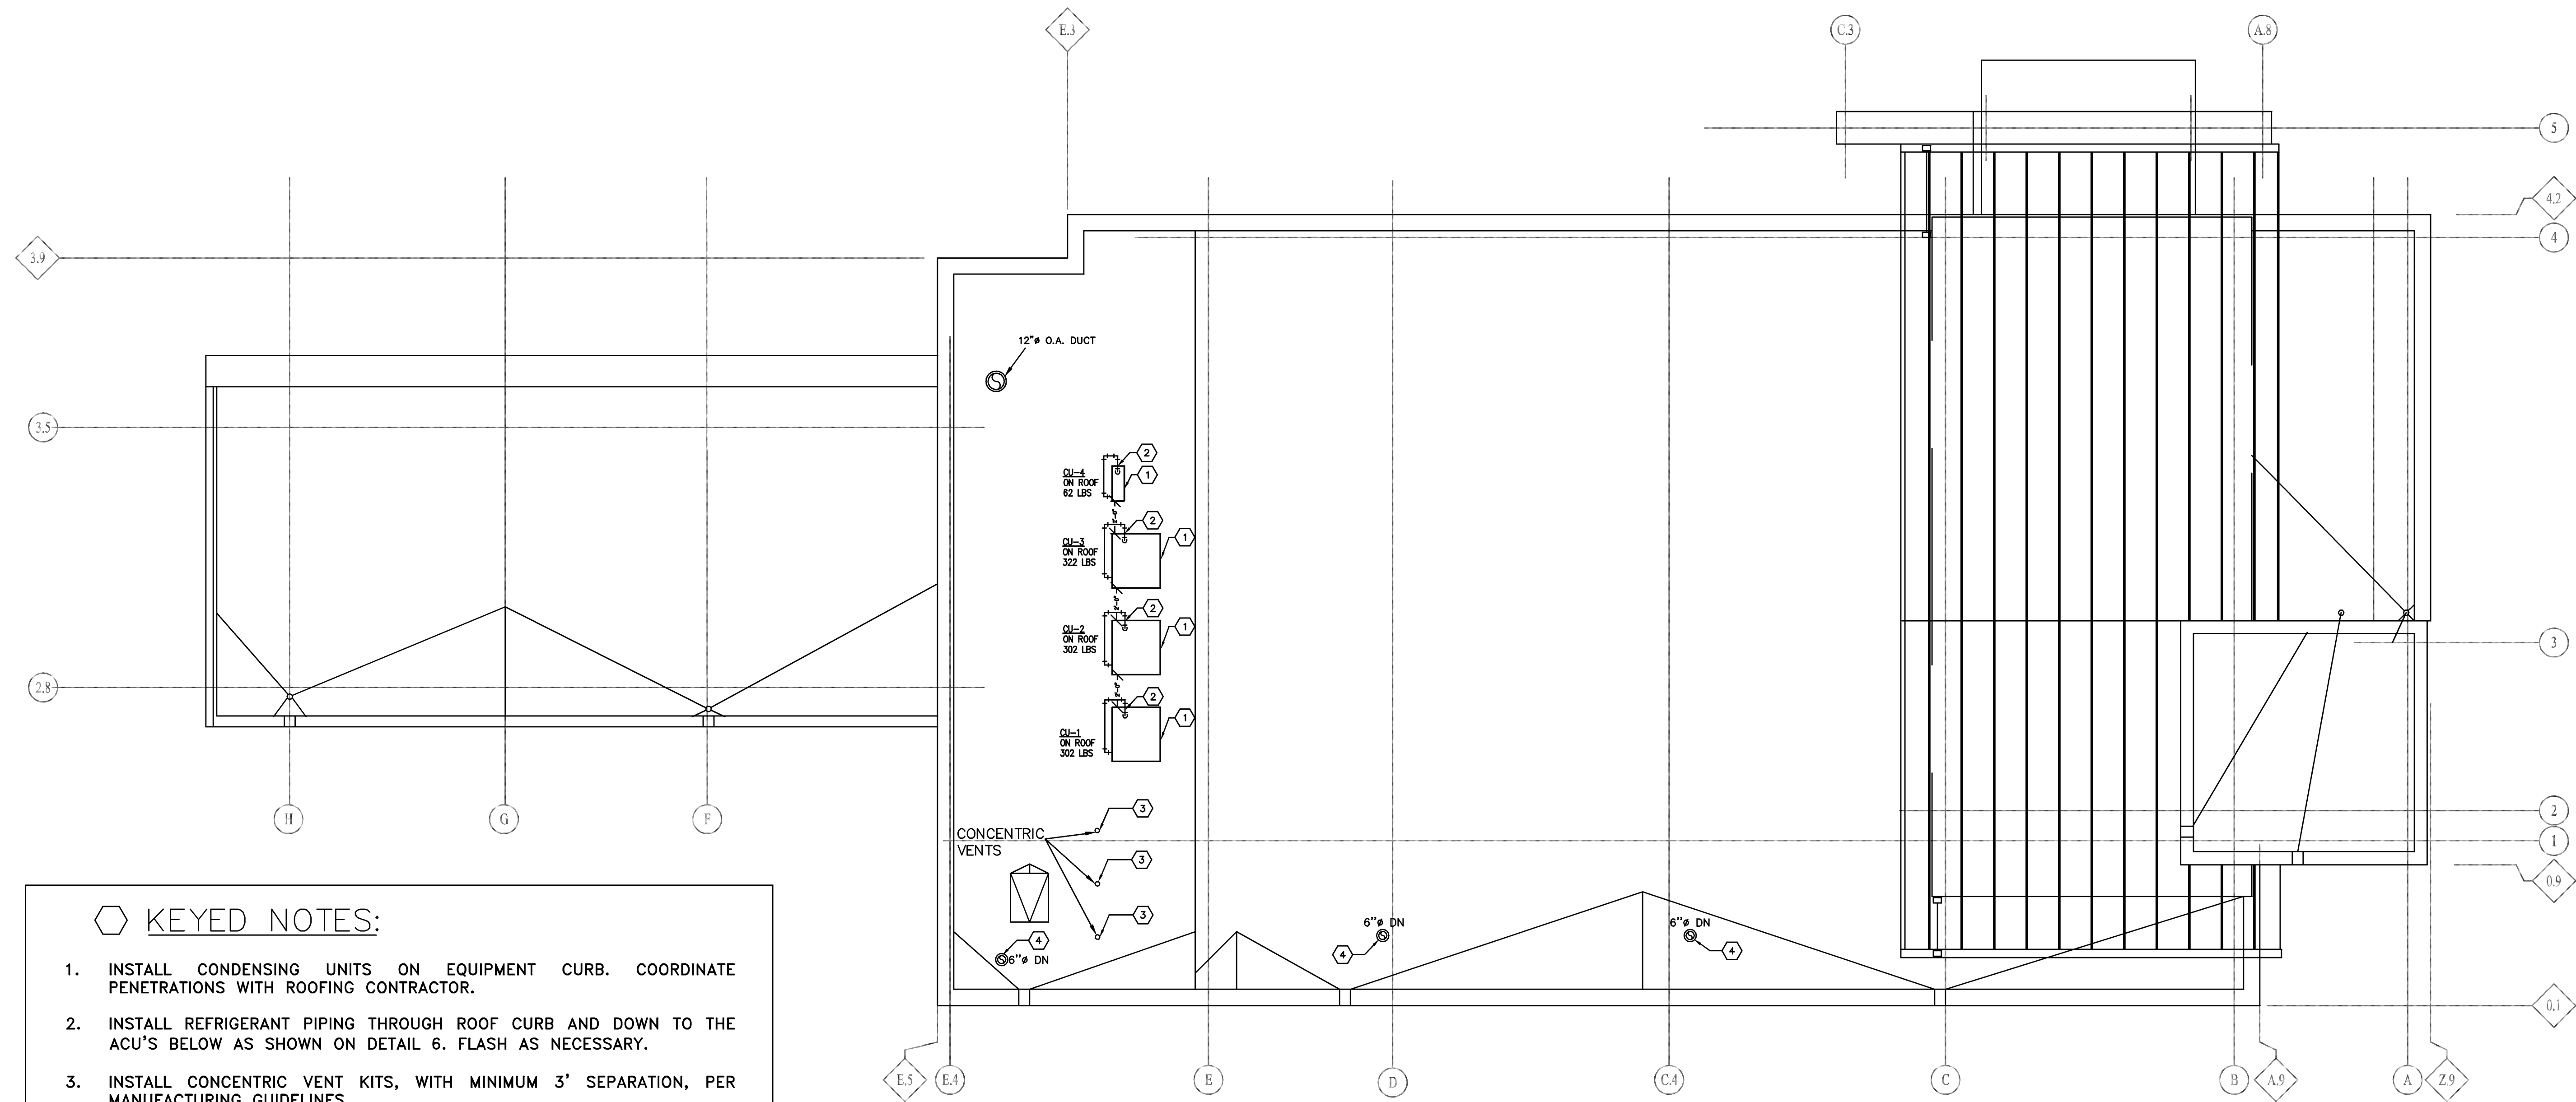 E.3
C.3
A.8
5
4.2
4
3.9
12"ø O.A. DUCT
3.5
2
CU-4
ON ROOF
62 LBS
1
2
CU-3
ON ROOF
322 LBS
1
2
CU-2
ON ROOF
302 LBS
1
3
2.8
2
CU-1
ON ROOF
302 LBS
1
H
G
F
3
2
CONCENTRIC
VENTS
1
3
0.9
3
6"ø DN
6"ø DN
4
6"ø DN
4
4
0.1
KEYED NOTES:
1. INSTALL CONDENSING UNITS ON EQUIPMENT CURB. COORDINATE
PENETRATIONS WITH ROOFING CONTRACTOR.
2. INSTALL REFRIGERANT PIPING THROUGH ROOF CURB AND DOWN TO THE
ACU'S BELOW AS SHOWN ON DETAIL 6. FLASH AS NECESSARY.
3. INSTALL CONCENTRIC VENT KITS, WITH MINIMUM 3' SEPARATION, PER
MANUFACTURING GUIDELINES
E.5
E.4
E
D
C.4
C
B
A.9
A
Z.9